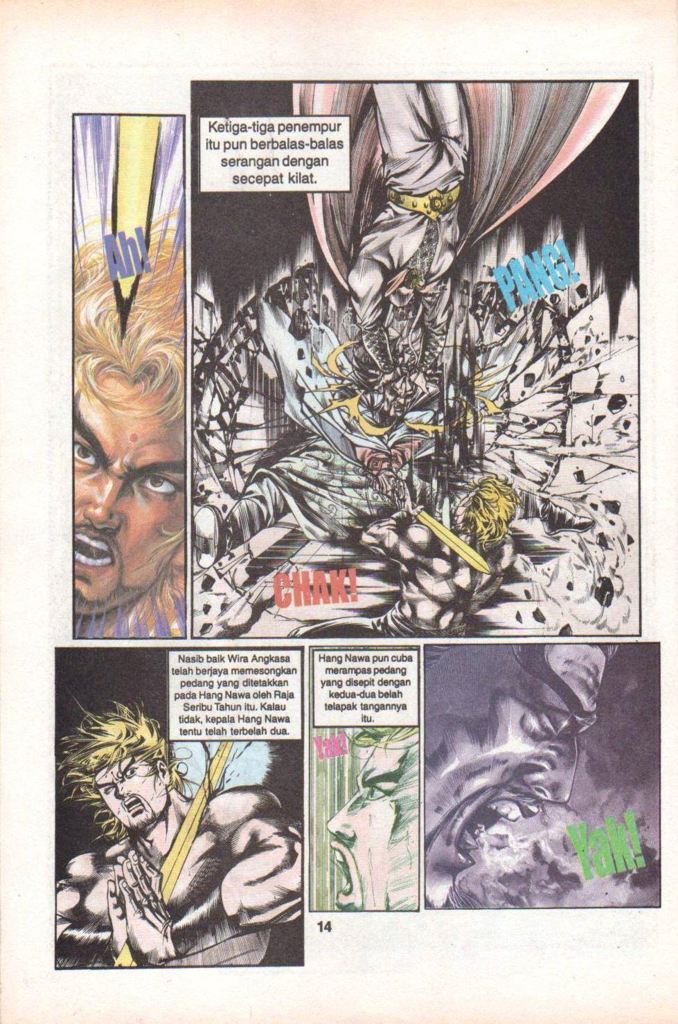 Ah!
Ketiga-tiga penempur
itu pun berbalas-balas
serangan dengan
secepat kilat.
PANG!
CHAK!
Nasib baik Wira Angkasa
telah berjaya memesongkan
pedang yang ditetakkan
pada Hang Nawa oleh Raja
Seribu Tahun itu. Kalau
tidak, kepala Hang Nawa
tentu telah terbelah dua.
Hang Nawa pun cuba
merampas pedang
yang disepit dengan
kedua-dua belah
telapak tangannya
itu.
Yak!
Yak!
14